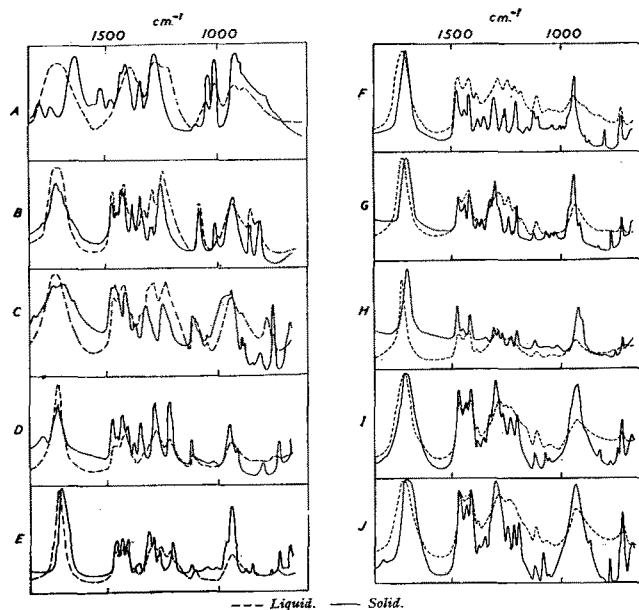 cm.⁻¹
cm.⁻¹
1500 1000
1500 1000
A
B
C
D
E
F
G
H
I
J
--- Liquid. — Solid.